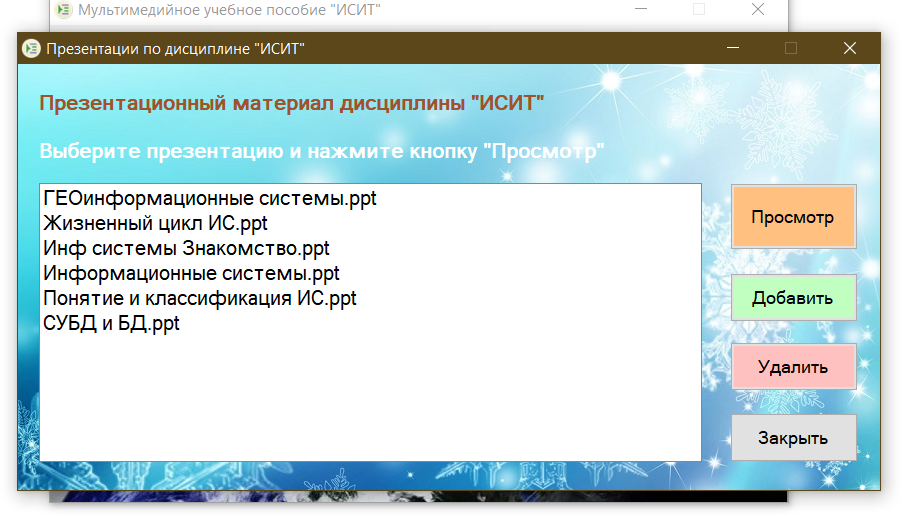 Мультимедийное учебное пособие "ИСИТ"
Презентации по дисциплине "ИСИТ"
Презентационный материал дисциплины "ИСИТ"
Выберите презентацию и нажмите кнопку "Просмотр"
ГЕОинформационные системы.ppt
Жизненный цикл ИС.ppt
Инф системы Знакомство.ppt
Информационные системы.ppt
Понятие и классификация ИС.ppt
СУБД и БД.ppt
Просмотр
Добавить
Удалить
Закрыть